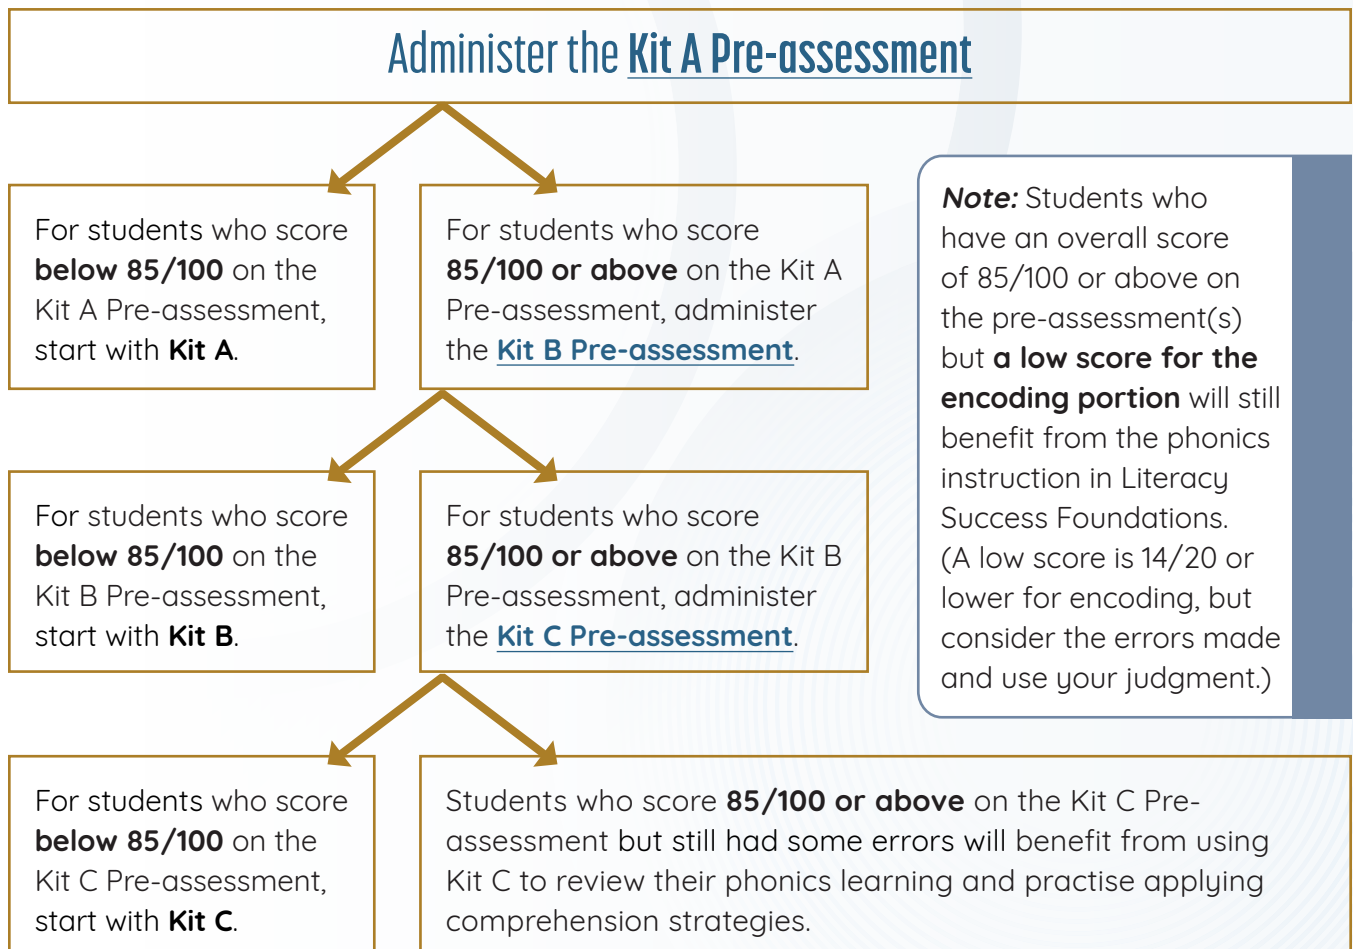 Administer the Kit A Pre-assessment
For students who score
below 85/100 on the
Kit A Pre-assessment,
start with Kit A.
For students who score
85/100 or above on the Kit A
Pre-assessment, administer
the Kit B Pre-assessment.
Note: Students who
have an overall score
of 85/100 or above on
the pre-assessment(s)
but a low score for the
encoding portion will still
benefit from the phonics
instruction in Literacy
Success Foundations.
(A low score is 14/20 or
lower for encoding, but
consider the errors made
and use your judgment.)
For students who score
below 85/100 on the
Kit B Pre-assessment,
start with Kit B.
For students who score
85/100 or above on the Kit B
Pre-assessment, administer
the Kit C Pre-assessment.
For students who score
below 85/100 on the
Kit C Pre-assessment,
start with Kit C.
Students who score 85/100 or above on the Kit C Pre-
assessment but still had some errors will benefit from using
Kit C to review their phonics learning and practise applying
comprehension strategies.